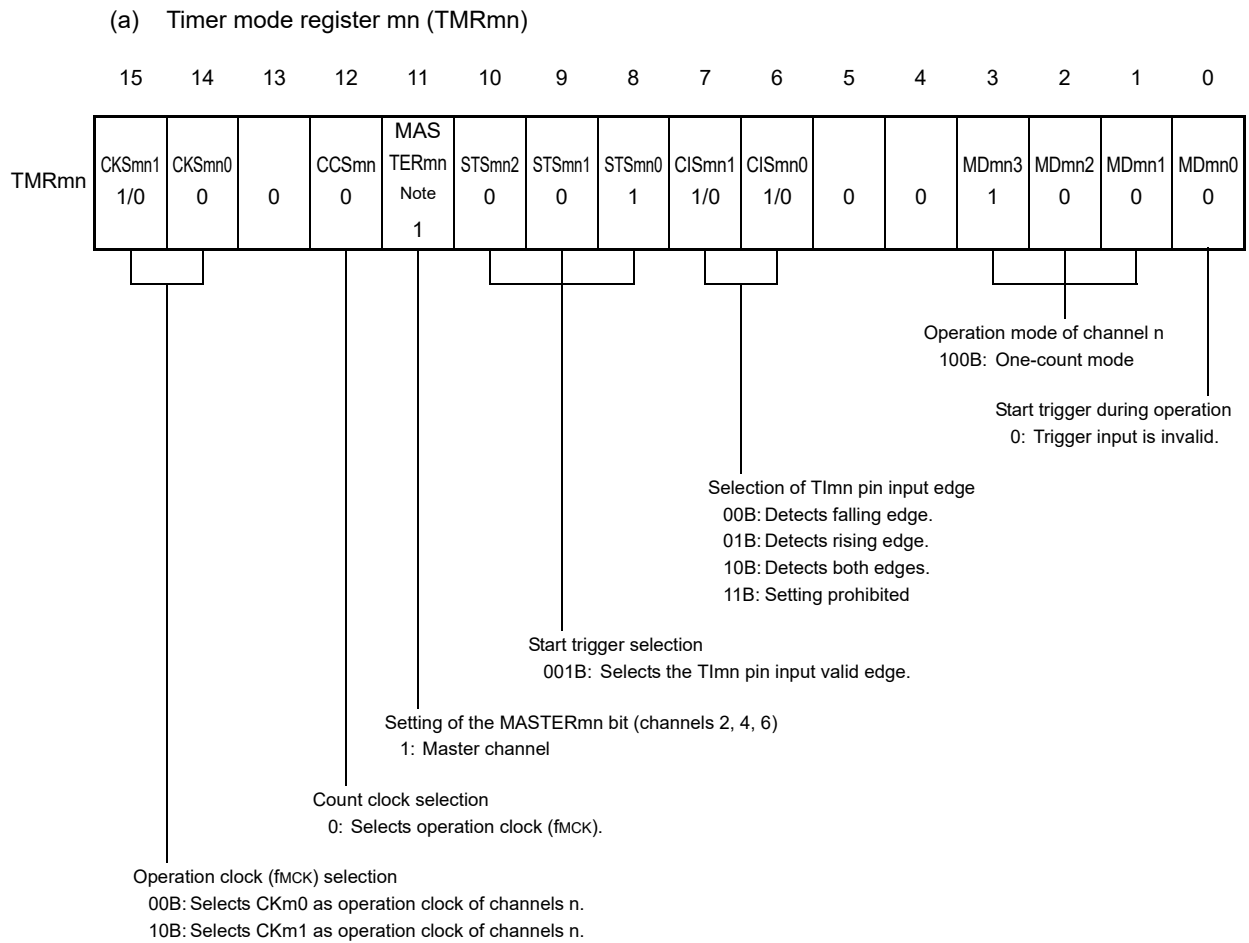 (a) Timer mode register mn (TMRmn)
15 14 13 12 11 10 9 8 7 6 5 4 3 2 1 0
TMRmn
CKSmn1 1/0
CKSmn0 0
0
CCSmn 0
MAS
TERmn
Note
1
STSmn2 0
STSmn1 0
STSmn0 1
CISmn1 1/0
CISmn0 1/0
0
0
MDmn3 1
MDmn2 0
MDmn1 0
MDmn0 0
Operation mode of channel n
100B: One-count mode
Start trigger during operation
0: Trigger input is invalid.
Selection of TImn pin input edge
00B: Detects falling edge.
01B: Detects rising edge.
10B: Detects both edges.
11B: Setting prohibited
Start trigger selection
001B: Selects the TImn pin input valid edge.
Setting of the MASTERmn bit (channels 2, 4, 6)
1: Master channel
Count clock selection
0: Selects operation clock (fMCK).
Operation clock (fMCK) selection
00B: Selects CKm0 as operation clock of channels n.
10B: Selects CKm1 as operation clock of channels n.